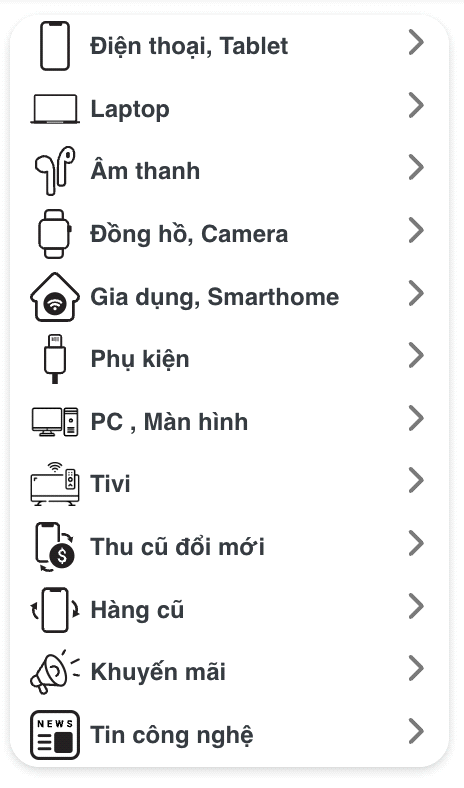 Điện thoại, Tablet
Laptop
Âm thanh
Đồng hồ, Camera
Gia dụng, Smarthome
Phụ kiện
PC , Màn hình
Tivi
$
Thu cũ đổi mới
Hàng cũ
Khuyến mãi
NEWS
Tin công nghệ